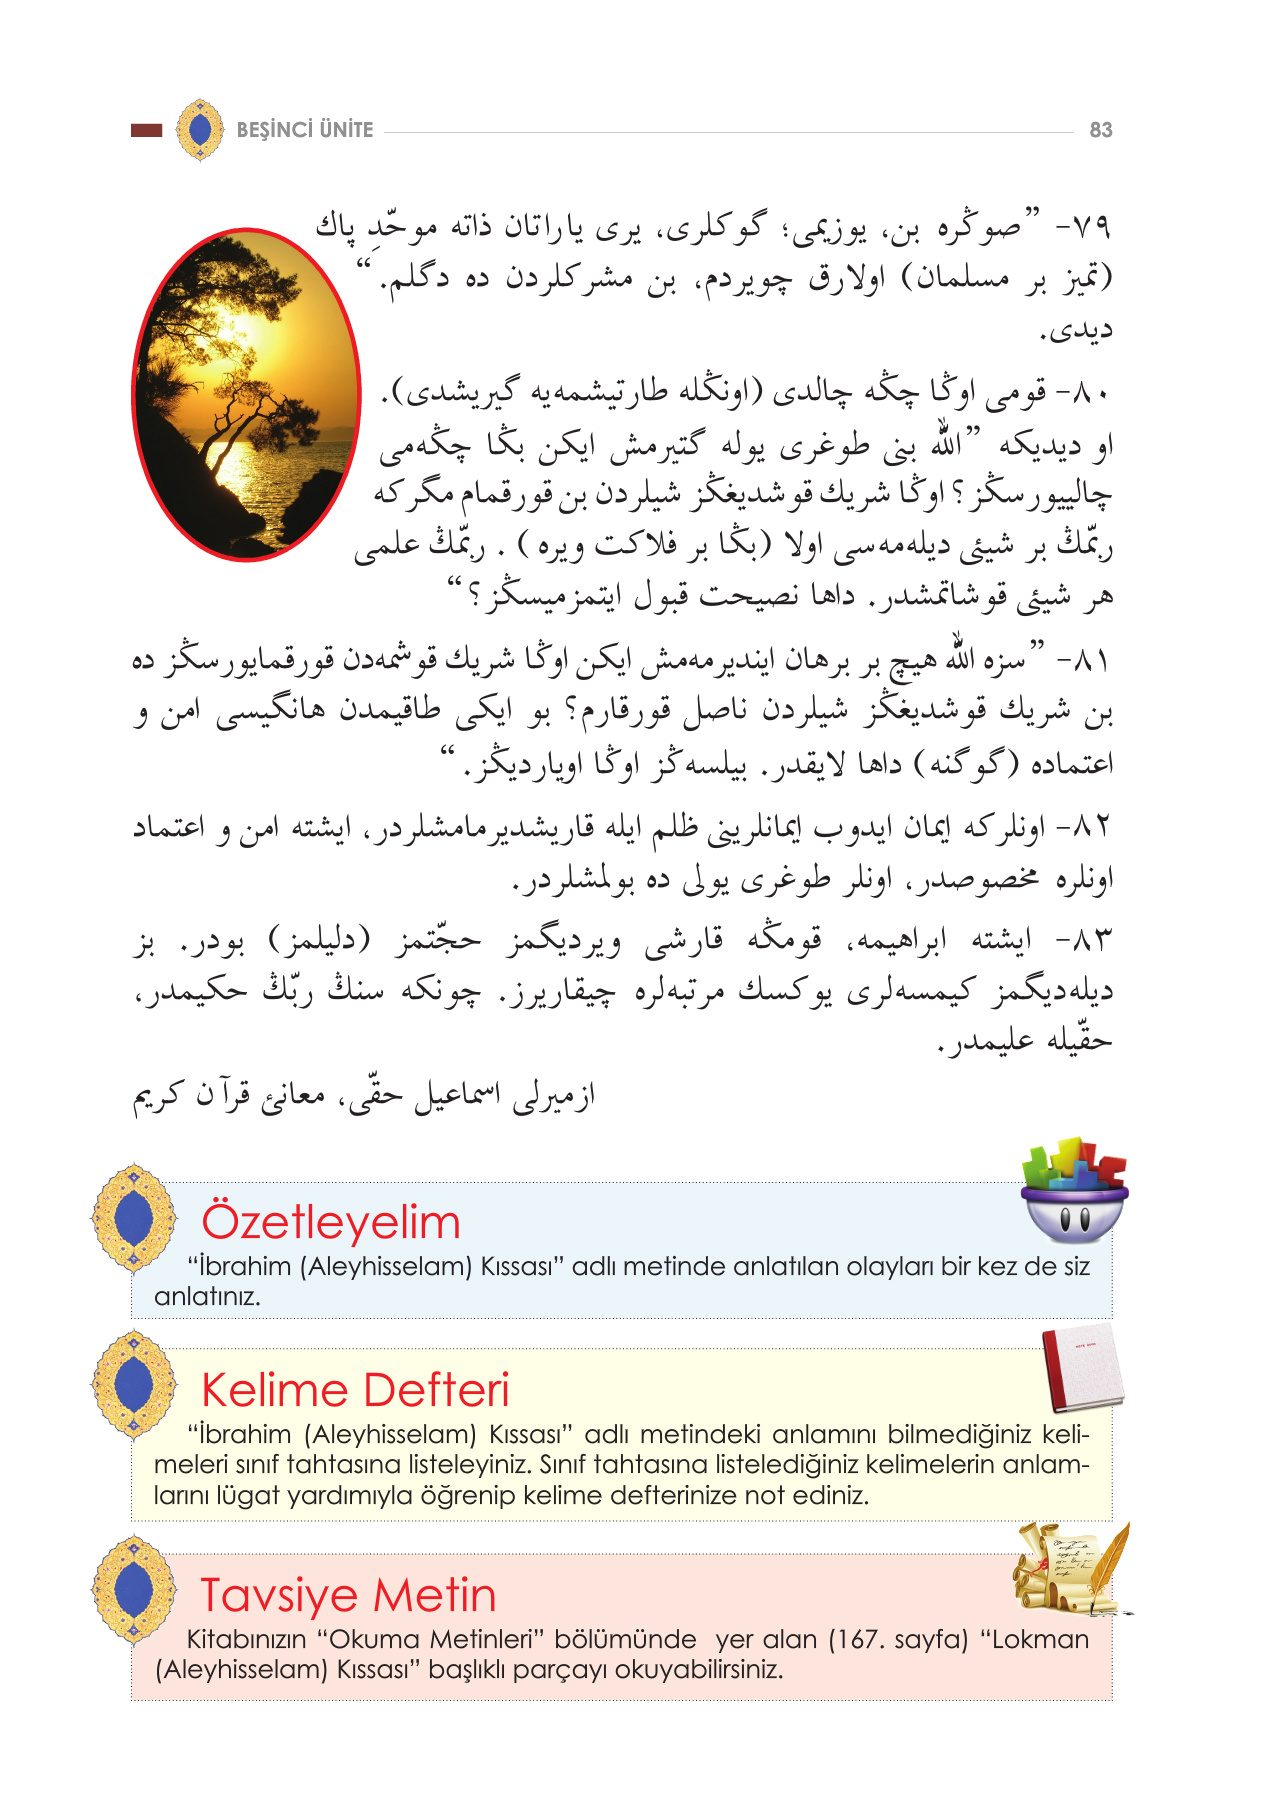 BEŞİNCİ ÜNİTE 83
٧٩- ”صوڭره بن، يوزيمى؛ گوكلرى، يرى ياراتان ذاته موحّدِ پاك
(تميز بر مسلمان) اولارق چويردم، بن مشركلردن ده دگلم.“
ديدى.
٨٠- قومى اوڭا چڭه چالدى (اونڭله طارتيشمه‌يه گيريشدى).
او ديديكه ”الله بنى طوغرى يوله گتيرمش ايكن بڭا چڭه‌مى
چالييورسڭز؟ اوڭا شريك قوشديغڭز شيلردن بن قورقمام مگركه
ربّمڭ بر شيئى ديله‌مه‌سى اولا (بڭا بر فلاكت ويره) . ربّمڭ علمى
هر شيئى قوشاتمشدر. داها نصيحت قبول ايتمزميسڭز؟“
٨١- ”سزه الله هيچ بر برهان اينديرمه‌مش ايكن اوڭا شريك قوشمه‌دن قورقمايورسڭز ده
بن شريك قوشديغڭز شيلردن ناصل قورقارم؟ بو ايكى طاقيمدن هانگيسى امن و
اعتماده (گوگنه) داها لايقدر. بيلسه‌كز اوڭا اويارديڭز.“
٨٢- اونلركه ايمان ايدوب ايمانلرينى ظلم ايله قاريشديرمامشلردر، ايشته امن و اعتماد
اونلره مخصوصدر، اونلر طوغرى يولى ده بولمشلردر.
٨٣- ايشته ابراهيمه، قومڭه قارشى ويرديگمز حجّتمز (دليلمز) بودر. بز
ديله‌ديگمز كيمسه‌لرى يوكسك مرتبه‌لره چيقاريرز. چونكه سنڭ ربّڭ حكيمدر،
حقّيله عليمدر.
ازميرلى اسماعيل حقّى، معانئ قرآن كريم
Özetleyelim
“İbrahim (Aleyhisselam) Kıssası” adlı metinde anlatılan olayları bir kez de siz
anlatınız.
Kelime Defteri
“İbrahim (Aleyhisselam) Kıssası” adlı metindeki anlamını bilmediğiniz keli-
meleri sınıf tahtasına listeleyiniz. Sınıf tahtasına listelediğiniz kelimelerin anlam-
larını lügat yardımıyla öğrenip kelime defterinize not ediniz.
Tavsiye Metin
Kitabınızın “Okuma Metinleri” bölümünde yer alan (167. sayfa) “Lokman
(Aleyhisselam) Kıssası” başlıklı parçayı okuyabilirsiniz.